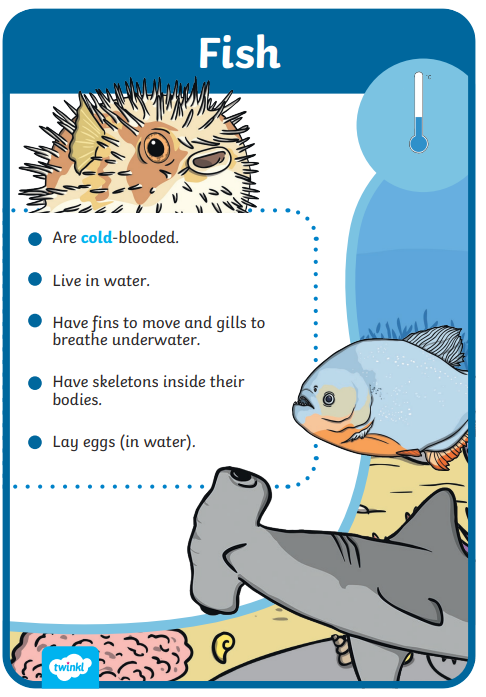 Fish
°C
Are cold-blooded.
Live in water.
Have fins to move and gills to
breathe underwater.
Have skeletons inside their
bodies.
Lay eggs (in water).
twinkl